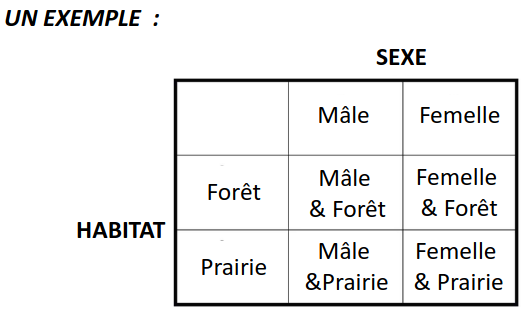 UN EXEMPLE :
SEXE
Mâle Femelle
Forêt Mâle Femelle
& Forêt & Forêt
HABITAT
Prairie Mâle Femelle
&Prairie & Prairie